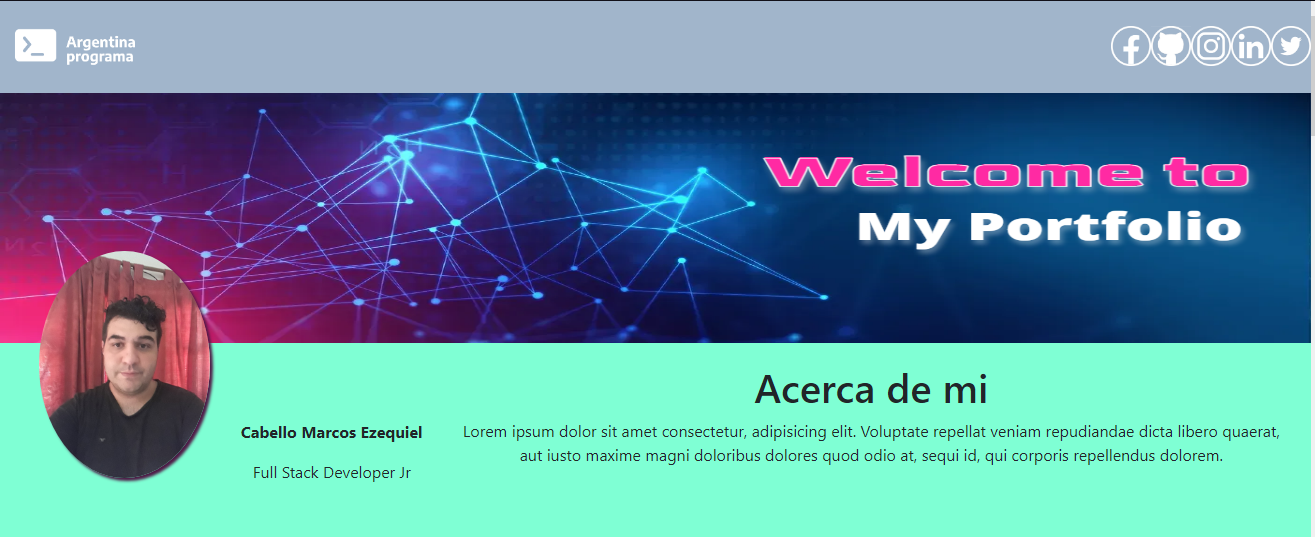 Argentina
programa
Welcome to
My Portfolio
Acerca de mi
Cabello Marcos Ezequiel
Full Stack Developer Jr
Lorem ipsum dolor sit amet consectetur, adipisicing elit. Voluptate repellat veniam repudiandae dicta libero quaerat,
aut iusto maxime magni doloribus dolores quod odio at, sequi id, qui corporis repellendus dolorem.